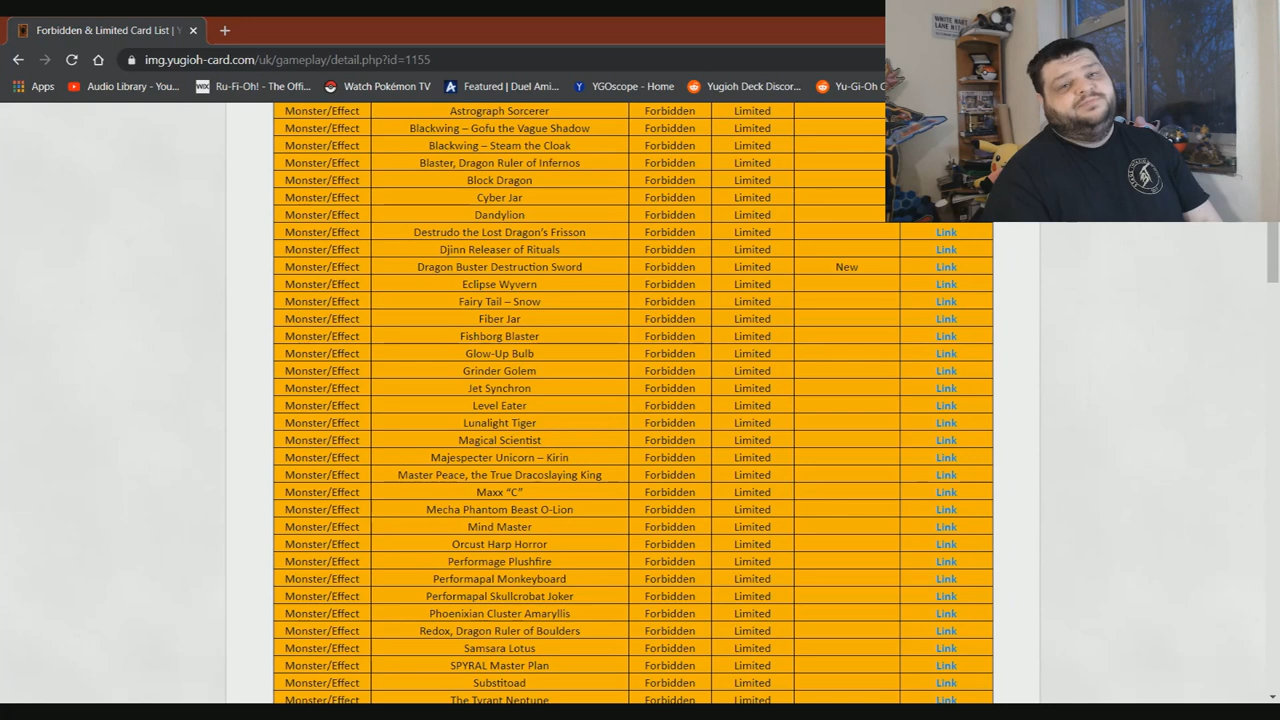 Forbidden & Limited Card List | Y
img.yugioh-card.com/uk/gameplay/detail.php?id=1155
Apps Audio Library - You... Ru-Fi-Oh! - The Offi... Watch Pokémon TV Featured | Duel Ami... YGOscope - Home Yugioh Deck Discor... Yu-Gi-Oh
WHITE HART LANE
Monster/Effect Astrograph Sorcerer Forbidden Limited
Monster/Effect Blackwing – Gofu the Vague Shadow Forbidden Limited
Monster/Effect Blackwing – Steam the Cloak Forbidden Limited
Monster/Effect Blaster, Dragon Ruler of Infernos Forbidden Limited
Monster/Effect Block Dragon Forbidden Limited
Monster/Effect Cyber Jar Forbidden Limited
Monster/Effect Dandylion Forbidden Limited
Monster/Effect Destrudo the Lost Dragon's Frisson Forbidden Limited Link
Monster/Effect Djinn Releaser of Rituals Forbidden Limited Link
Monster/Effect Dragon Buster Destruction Sword Forbidden Limited New Link
Monster/Effect Eclipse Wyvern Forbidden Limited Link
Monster/Effect Fairy Tail – Snow Forbidden Limited Link
Monster/Effect Fiber Jar Forbidden Limited Link
Monster/Effect Fishborg Blaster Forbidden Limited Link
Monster/Effect Glow-Up Bulb Forbidden Limited Link
Monster/Effect Grinder Golem Forbidden Limited Link
Monster/Effect Jet Synchron Forbidden Limited Link
Monster/Effect Level Eater Forbidden Limited Link
Monster/Effect Lunalight Tiger Forbidden Limited Link
Monster/Effect Magical Scientist Forbidden Limited Link
Monster/Effect Majespecter Unicorn – Kirin Forbidden Limited Link
Monster/Effect Master Peace, the True Dracoslaying King Forbidden Limited Link
Monster/Effect Maxx “C” Forbidden Limited Link
Monster/Effect Mecha Phantom Beast O-Lion Forbidden Limited Link
Monster/Effect Mind Master Forbidden Limited Link
Monster/Effect Orcust Harp Horror Forbidden Limited Link
Monster/Effect Performage Plushfire Forbidden Limited Link
Monster/Effect Performapal Monkeyboard Forbidden Limited Link
Monster/Effect Performapal Skullcrobat Joker Forbidden Limited Link
Monster/Effect Phoenixian Cluster Amaryllis Forbidden Limited Link
Monster/Effect Redox, Dragon Ruler of Boulders Forbidden Limited Link
Monster/Effect Samsara Lotus Forbidden Limited Link
Monster/Effect SPYRAL Master Plan Forbidden Limited Link
Monster/Effect Substitoad Forbidden Limited Link
Monster/Effect The Tyrant Neptune Forbidden Limited Link